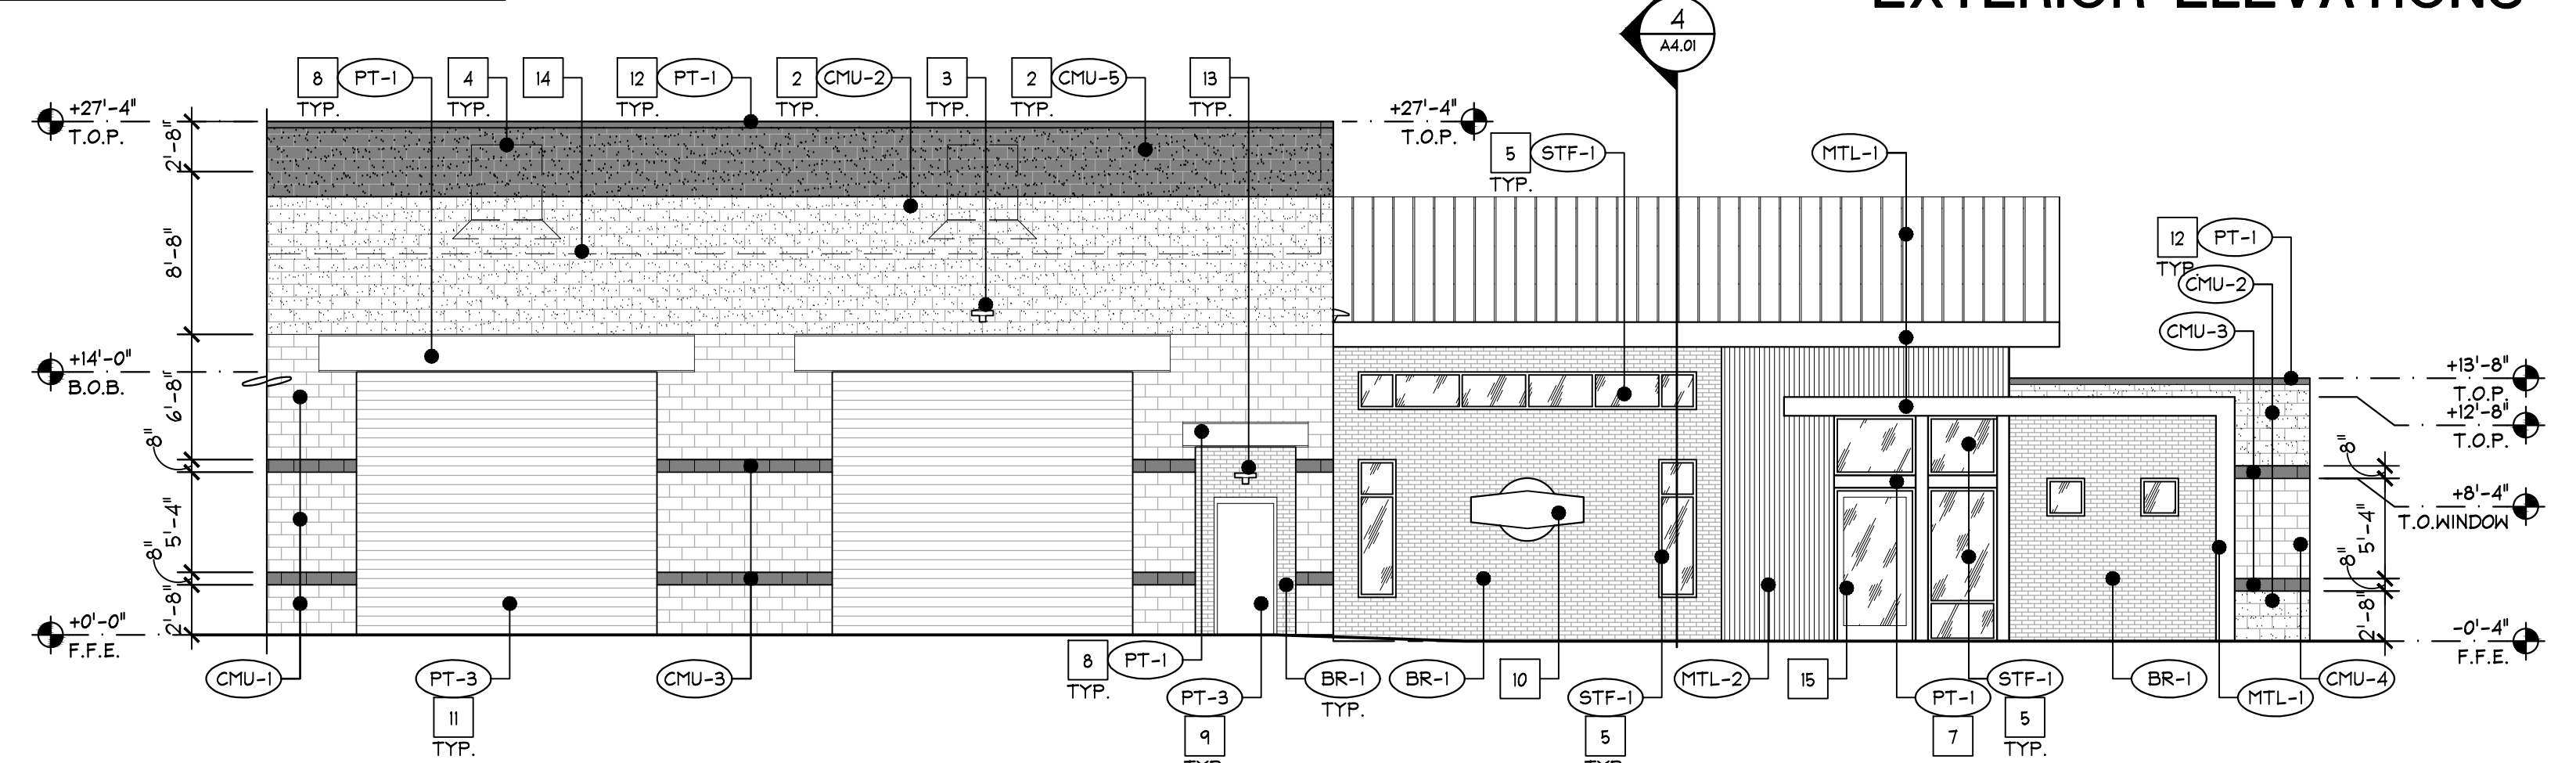 EXTERIOR ELEVATIONS
4
A4.01
8 PT-1 4 14 12 PT-1 2 CMU-2 3 2 CMU-5 13
TYP. TYP. TYP. TYP. TYP. TYP. TYP.
+27'-4"
T.O.P.
+27'-4"
T.O.P.
2'-8"
5 STF-1
TYP.
MTL-1
12 PT-1
TYP.
CMU-2
8'-8"
CMU-3
+14'-0"
B.O.B.
+13'-8"
T.O.P.
6'-8"
+12'-8"
T.O.P.
8"
8"
+8'-4"
T.O.WINDOW
5'-4"
5'-4"
8"
8"
+0'-0"
F.F.E.
2'-8"
2'-8"
-0'-4"
F.F.E.
8 PT-1
TYP.
CMU-1 PT-3 CMU-3 BR-1 BR-1 10 MTL-2 15 STF-1 BR-1 CMU-4
TYP.
PT-3 STF-1 PT-1 MTL-1
11
TYP.
9
TYP.
5
TYP.
7
5
TYP.